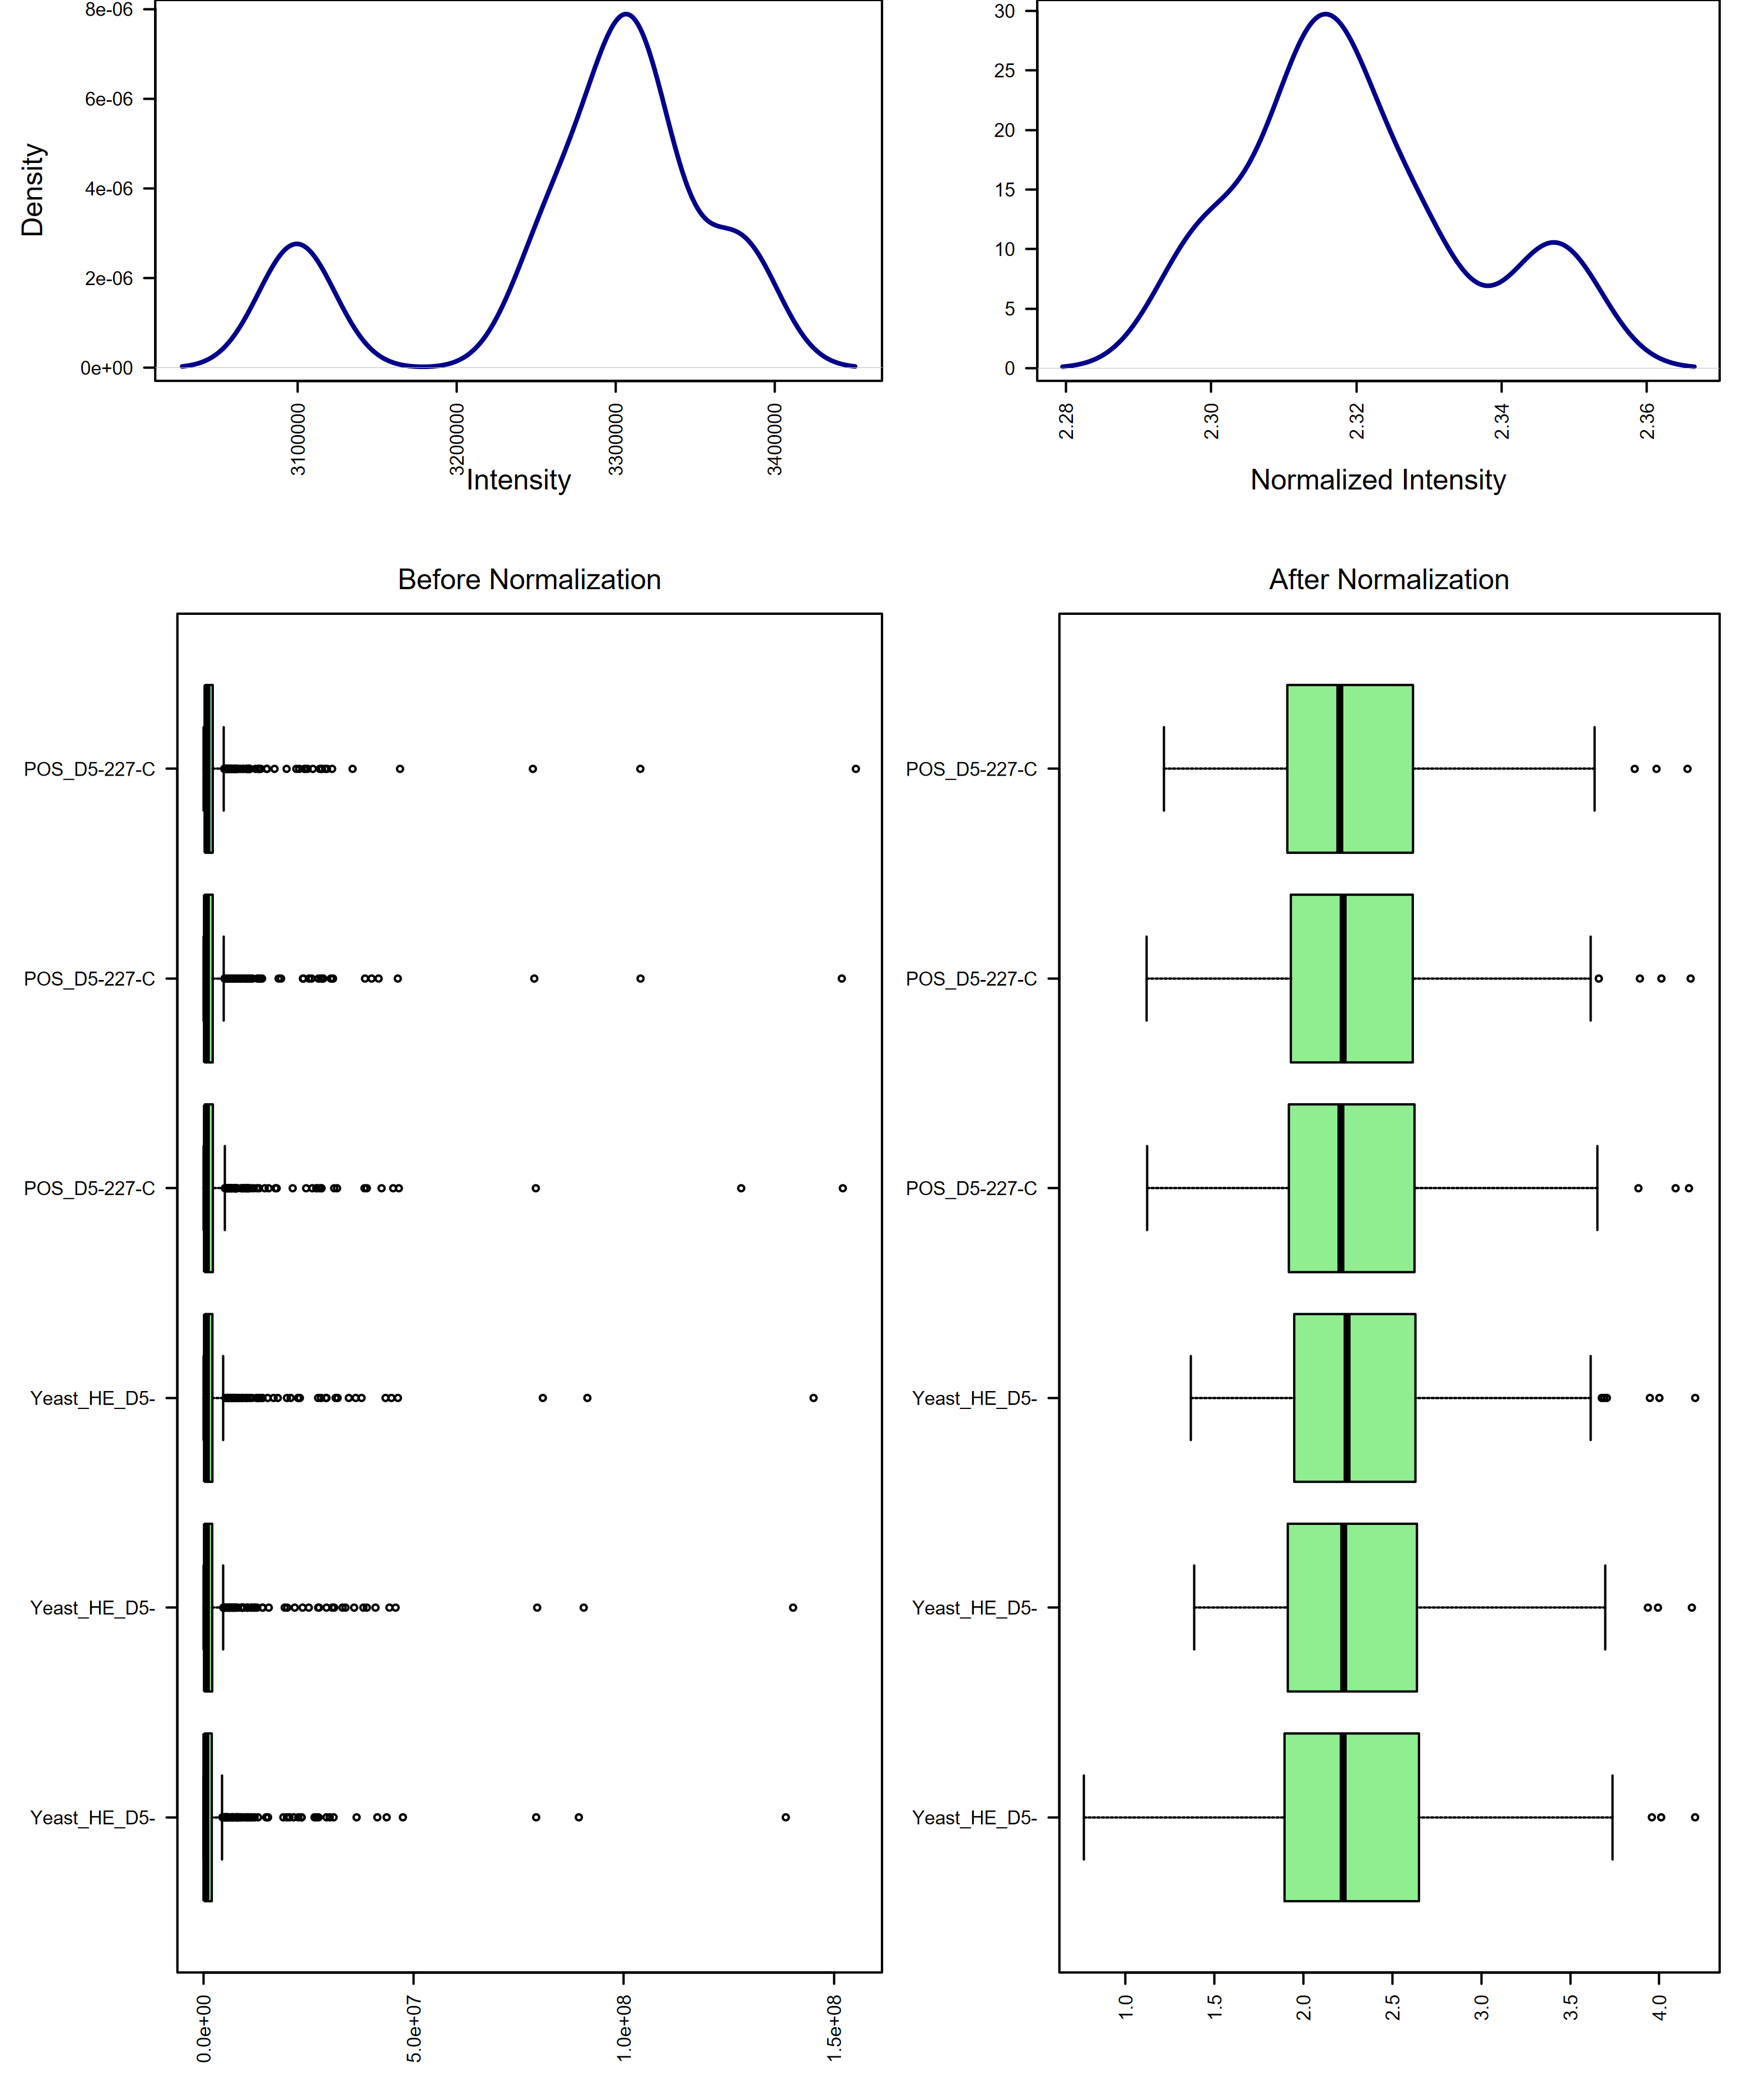 8e-06
6e-06
4e-06
2e-06
0e+00
Density
3100000
3200000
3300000
3400000
Intensity
30
25
20
15
10
5
0
2.28
2.30
2.32
2.34
2.36
Normalized Intensity
Before Normalization
POS_D5-227-C
POS_D5-227-C
POS_D5-227-C
Yeast_HE_D5-
Yeast_HE_D5-
Yeast_HE_D5-
0.0e+00
5.0e+07
1.0e+08
1.5e+08
After Normalization
POS_D5-227-C
POS_D5-227-C
POS_D5-227-C
Yeast_HE_D5-
Yeast_HE_D5-
Yeast_HE_D5-
1.0
1.5
2.0
2.5
3.0
3.5
4.0